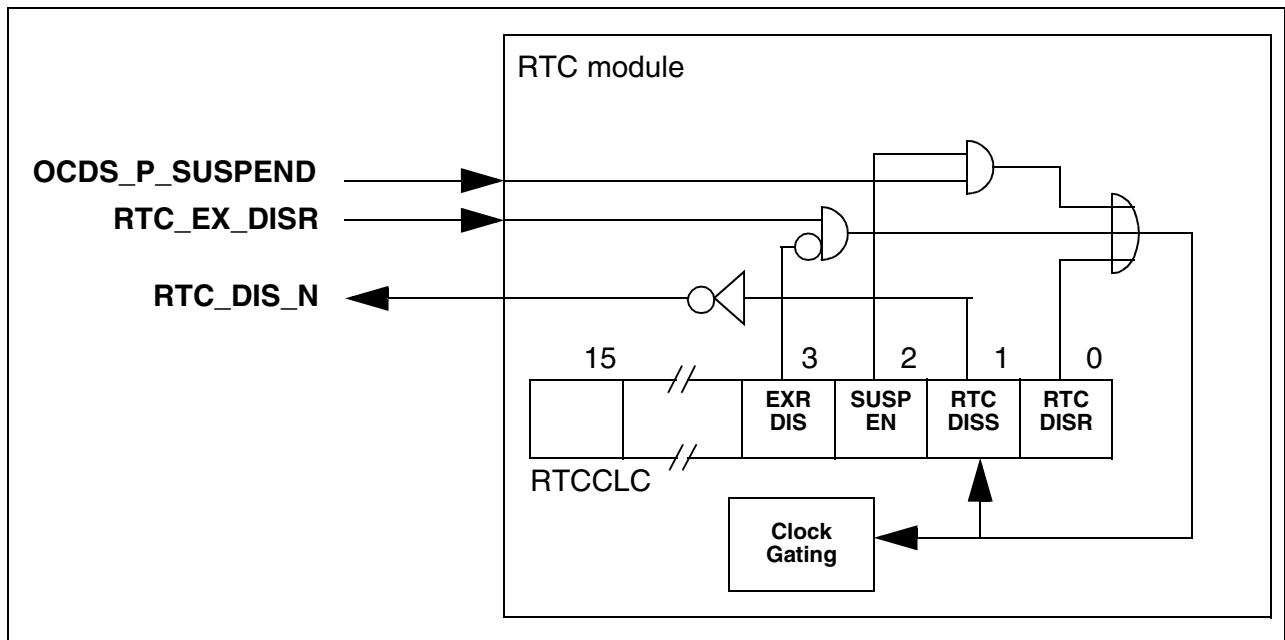 RTC module
OCDS_P_SUSPEND
RTC_EX_DISR
RTC_DIS_N
15 3 2 1 0
EXR DIS
SUSP EN
RTC DISS
RTC DISR
RTCCLC
Clock
Gating